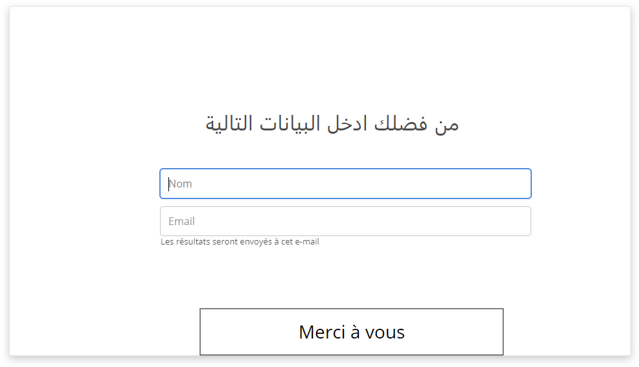 من فضلك ادخل البيانات التالية
Nom
Email
Les résultats seront envoyés à cet e-mail
Merci à vous